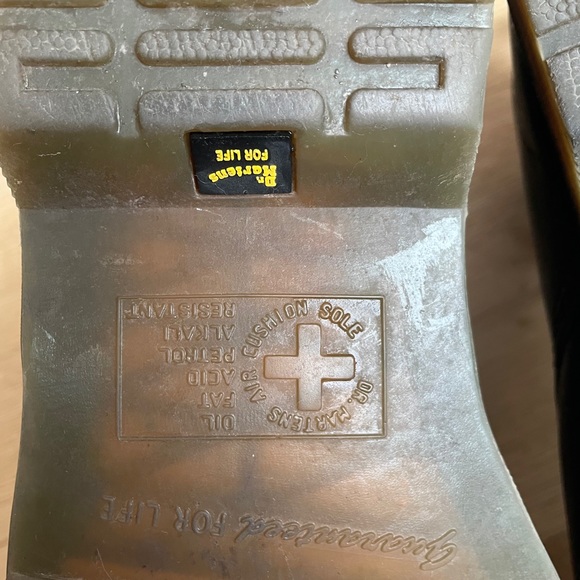 Dr.
Martens
FOR LIFE
DR. MARTENS AIR CUSHION SOLE
OIL
FAT
ACID
PETROL
ALKALI
RESISTANT
Guaranteed FOR LIFE